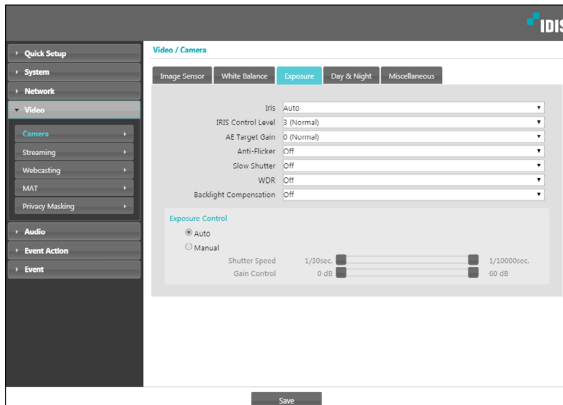 IDIS
Quick Setup
System
Network
Video
Camera
Streaming
Webcasting
MAT
Privacy Masking
Audio
Event Action
Event
Video / Camera
Image Sensor White Balance Exposure Day & Night Miscellaneous
Iris Auto
IRIS Control Level 3 (Normal)
AE Target Gain 0 (Normal)
Anti-Flicker Off
Slow Shutter Off
WDR Off
Backlight Compensation Off
Exposure Control
Auto
Manual
Shutter Speed 1/30sec. 1/10000sec.
Gain Control 0 dB 60 dB
Save